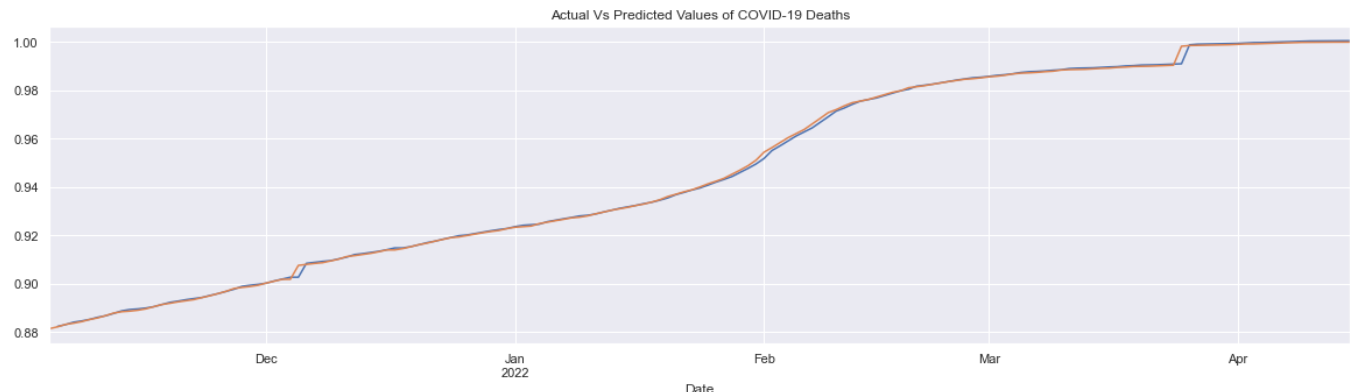 Actual Vs Predicted Values of COVID-19 Deaths
1.00
0.98
0.96
0.94
0.92
0.90
0.88
Dec
Jan
2022
Feb
Mar
Apr
Date